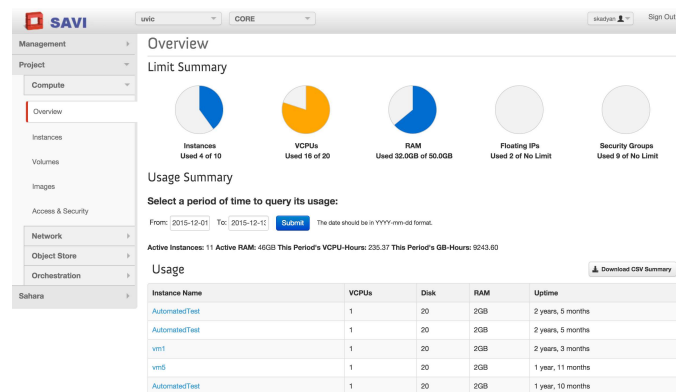 SAVI
uvic CORE skadyan Sign Out
Management
Project
Compute
Overview
Instances
Volumes
Images
Access & Security
Network
Object Store
Orchestration
Sahara
Overview
Limit Summary
Instances
Used 4 of 10
VCPUs
Used 16 of 20
RAM
Used 32.0GB of 50.0GB
Floating IPs
Used 2 of No Limit
Security Groups
Used 9 of No Limit
Usage Summary
Select a period of time to query its usage:
From: 2015-12-01 To: 2015-12- Submit The date should be in YYYY-mm-dd format.
Active Instances: 11 Active RAM: 46GB This Period's VCPU-Hours: 235.37 This Period's GB-Hours: 9243.60
Usage
Download CSV Summary
Instance Name VCPUs Disk RAM Uptime
AutomatedTest 1 20 2GB 2 years, 5 months
AutomatedTest 1 20 2GB 2 years, 5 months
vm1 1 20 2GB 2 years, 3 months
vm5 1 20 2GB 1 year, 11 months
AutomatedTest 1 20 2GB 1 year, 10 months